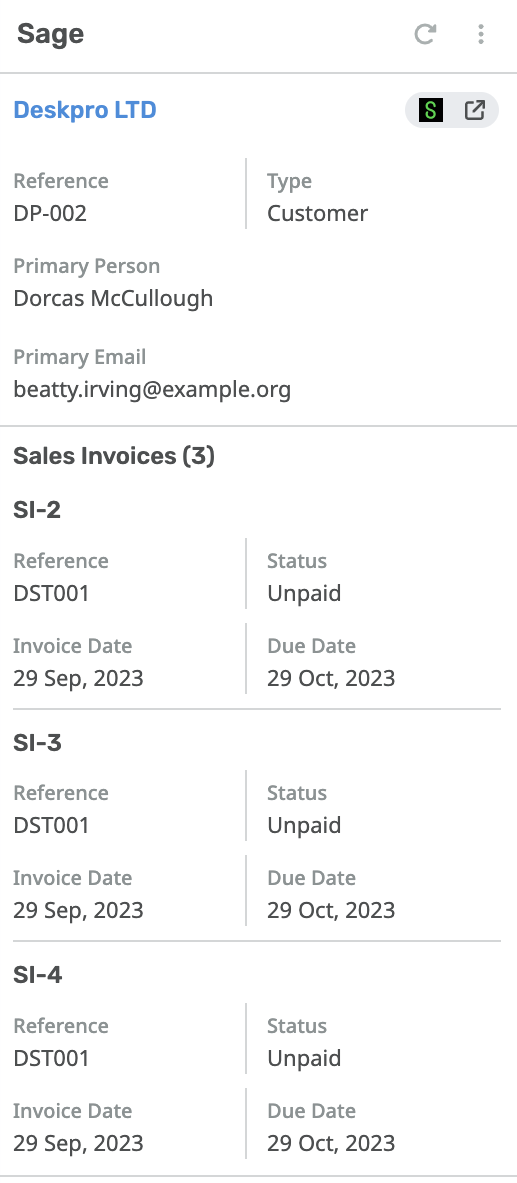 Sage
Deskpro LTD
S
Reference
Type
DP-002
Customer
Primary Person
Dorcas McCullough
Primary Email
beatty.irving@example.org
Sales Invoices (3)
SI-2
Reference
Status
DST001
Unpaid
Invoice Date
Due Date
29 Sep, 2023
29 Oct, 2023
SI-3
Reference
Status
DST001
Unpaid
Invoice Date
Due Date
29 Sep, 2023
29 Oct, 2023
SI-4
Reference
Status
DST001
Unpaid
Invoice Date
Due Date
29 Sep, 2023
29 Oct, 2023